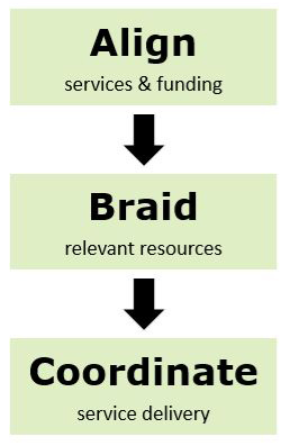 Align
services & funding
Braid
relevant resources
Coordinate
service delivery